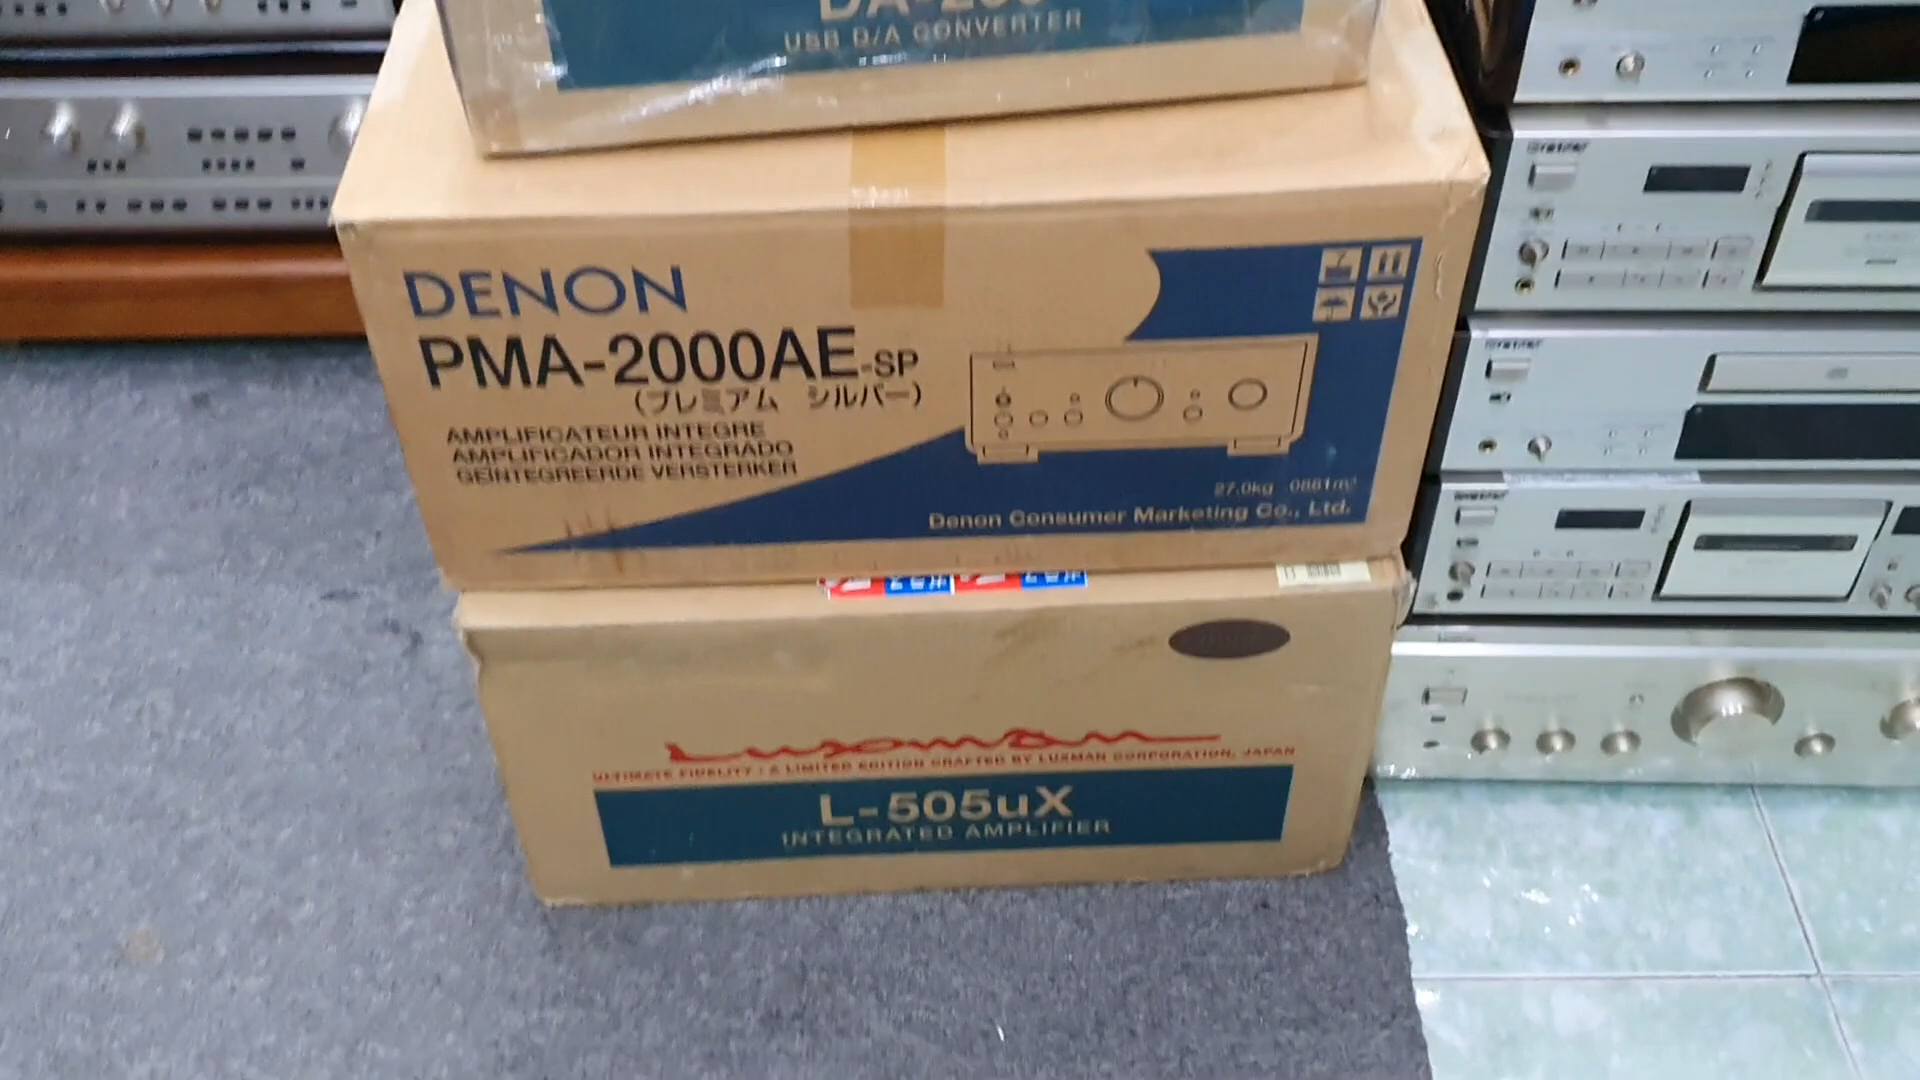 DA-200
USB D/A CONVERTER
DENON
PMA-2000AE-SP
(プレミアム シルバー)
AMPLIFICATEUR INTEGRE
AMPLIFICADOR INTEGRADO
GEINTEGREERDE VERSTERKER
27.0kg
Denon Consumer Marketing Co., Ltd.
LUXMAN
ULTIMATE FIDELITY : A LIMITED EDITION CRAFTED BY LUXMAN CORPORATION, JAPAN
L-505uX
INTEGRATED AMPLIFIER